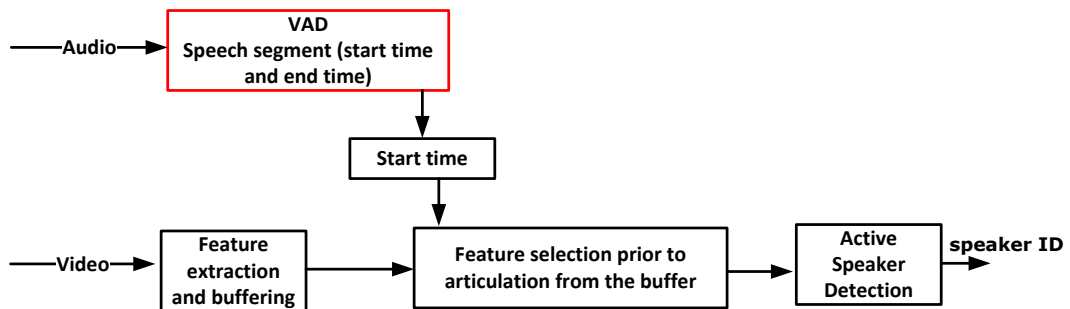 VAD
Audio
Speech segment (start time
and end time)
Start time
Video
Feature
extraction
and buffering
Feature selection prior to
articulation from the buffer
Active
Speaker
Detection
speaker ID